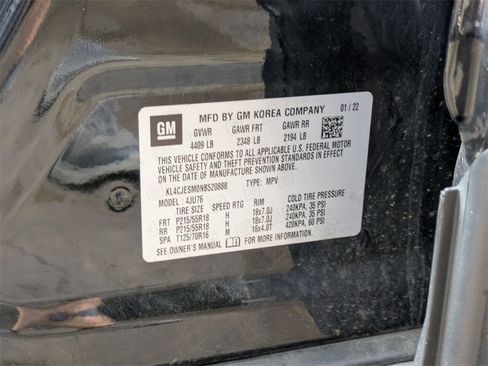 MFD BY GM KOREA COMPANY 01 / 22
GM
GVWR GAWR FRT GAWR RR
4409 LB 2348 LB 2194 LB
THIS VEHICLE CONFORMS TO ALL APPLICABLE U.S. FEDERAL MOTOR
VEHICLE SAFETY AND THEFT PREVENTION STANDARDS IN EFFECT
ON THE DATE OF MANUFACTURE SHOWN ABOVE.
KL4CJESM0NB520888 TYPE: MPV
MODEL: 4JU76
TIRE SIZE SPEED RTG RIM COLD TIRE PRESSURE
FRT P215/55R18 H 18x7.0J 240KPA, 35 PSI
RR P215/55R18 H 18x7.0J 240KPA, 35 PSI
SPA T125/70R16 M 16x4.0T 420KPA, 60 PSI
SEE OWNER'S MANUAL FOR MORE INFORMATION.